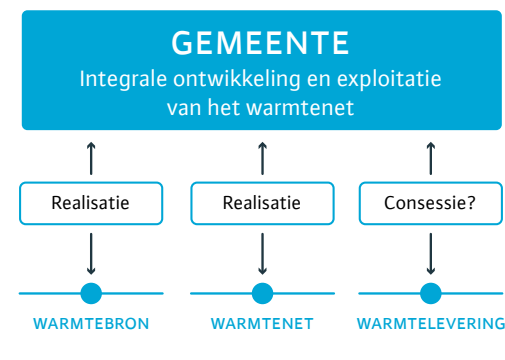 GEMEENTE
Integrale ontwikkeling en exploitatie
van het warmtenet
Realisatie
Realisatie
Consessie?
WARMTEBRON
WARMTENET
WARMTELEVERING